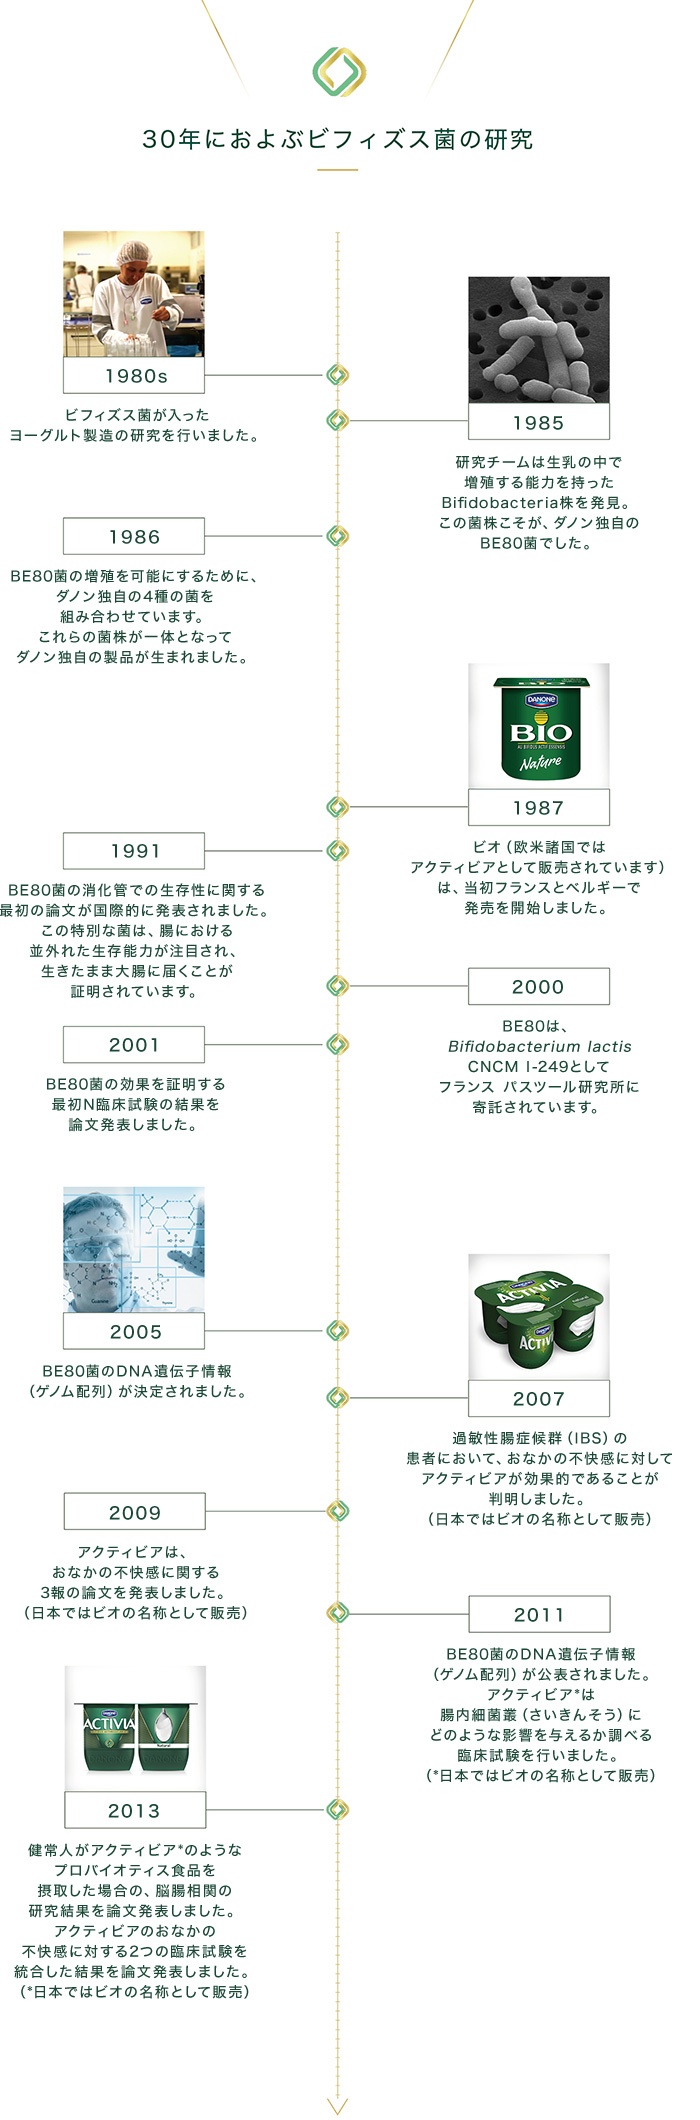 30年におよぶビフィズス菌の研究
1980s
ビフィズス菌が入った
ヨーグルト製造の研究を行いました。
1985
研究チームは生乳の中で
増殖する能力を持った
Bifidobacteria株を発見。
この菌株こそが、ダノン独自の
BE80菌でした。
1986
BE80菌の増殖を可能にするために、
ダノン独自の4種の菌を
組み合わせています。
これらの菌株が一体となって
ダノン独自の製品が生まれました。
DANONE
BIO
AU BIFIDUS ACTIF ESSENSIS
Nature
1987
ビオ（欧米諸国では
アクティビアとして販売されています）
は、当初フランスとベルギーで
発売を開始しました。
1991
BE80菌の消化管での生存性に関する
最初の論文が国際的に発表されました。
この特別な菌は、腸における
並外れた生存能力が注目され、
生きたまま大腸に届くことが
証明されています。
2000
BE80は、
Bifidobacterium lactis
CNCM I-249として
フランス パスツール研究所に
寄託されています。
2001
BE80菌の効果を証明する
最初N臨床試験の結果を
論文発表しました。
2005
BE80菌のDNA遺伝子情報
（ゲノム配列）が決定されました。
ACTIVIA
ACTIVI
2007
過敏性腸症候群（IBS）の
患者において、おなかの不快感に対して
アクティビアが効果的であることが
判明しました。
（日本ではビオの名称として販売）
2009
アクティビアは、
おなかの不快感に関する
3報の論文を発表しました。
（日本ではビオの名称として販売）
2011
BE80菌のDNA遺伝子情報
（ゲノム配列）が公表されました。
アクティビア*は
腸内細菌叢（さいきんそう）に
どのような影響を与えるか調べる
臨床試験を行いました。
（*日本ではビオの名称として販売）
ACTIVIA
Natural
2013
健常人がアクティビア*のような
プロバイオティス食品を
摂取した場合の、脳腸相関の
研究結果を論文発表しました。
アクティビアのおなかの
不快感に対する2つの臨床試験を
統合した結果を論文発表しました。
（*日本ではビオの名称として販売）